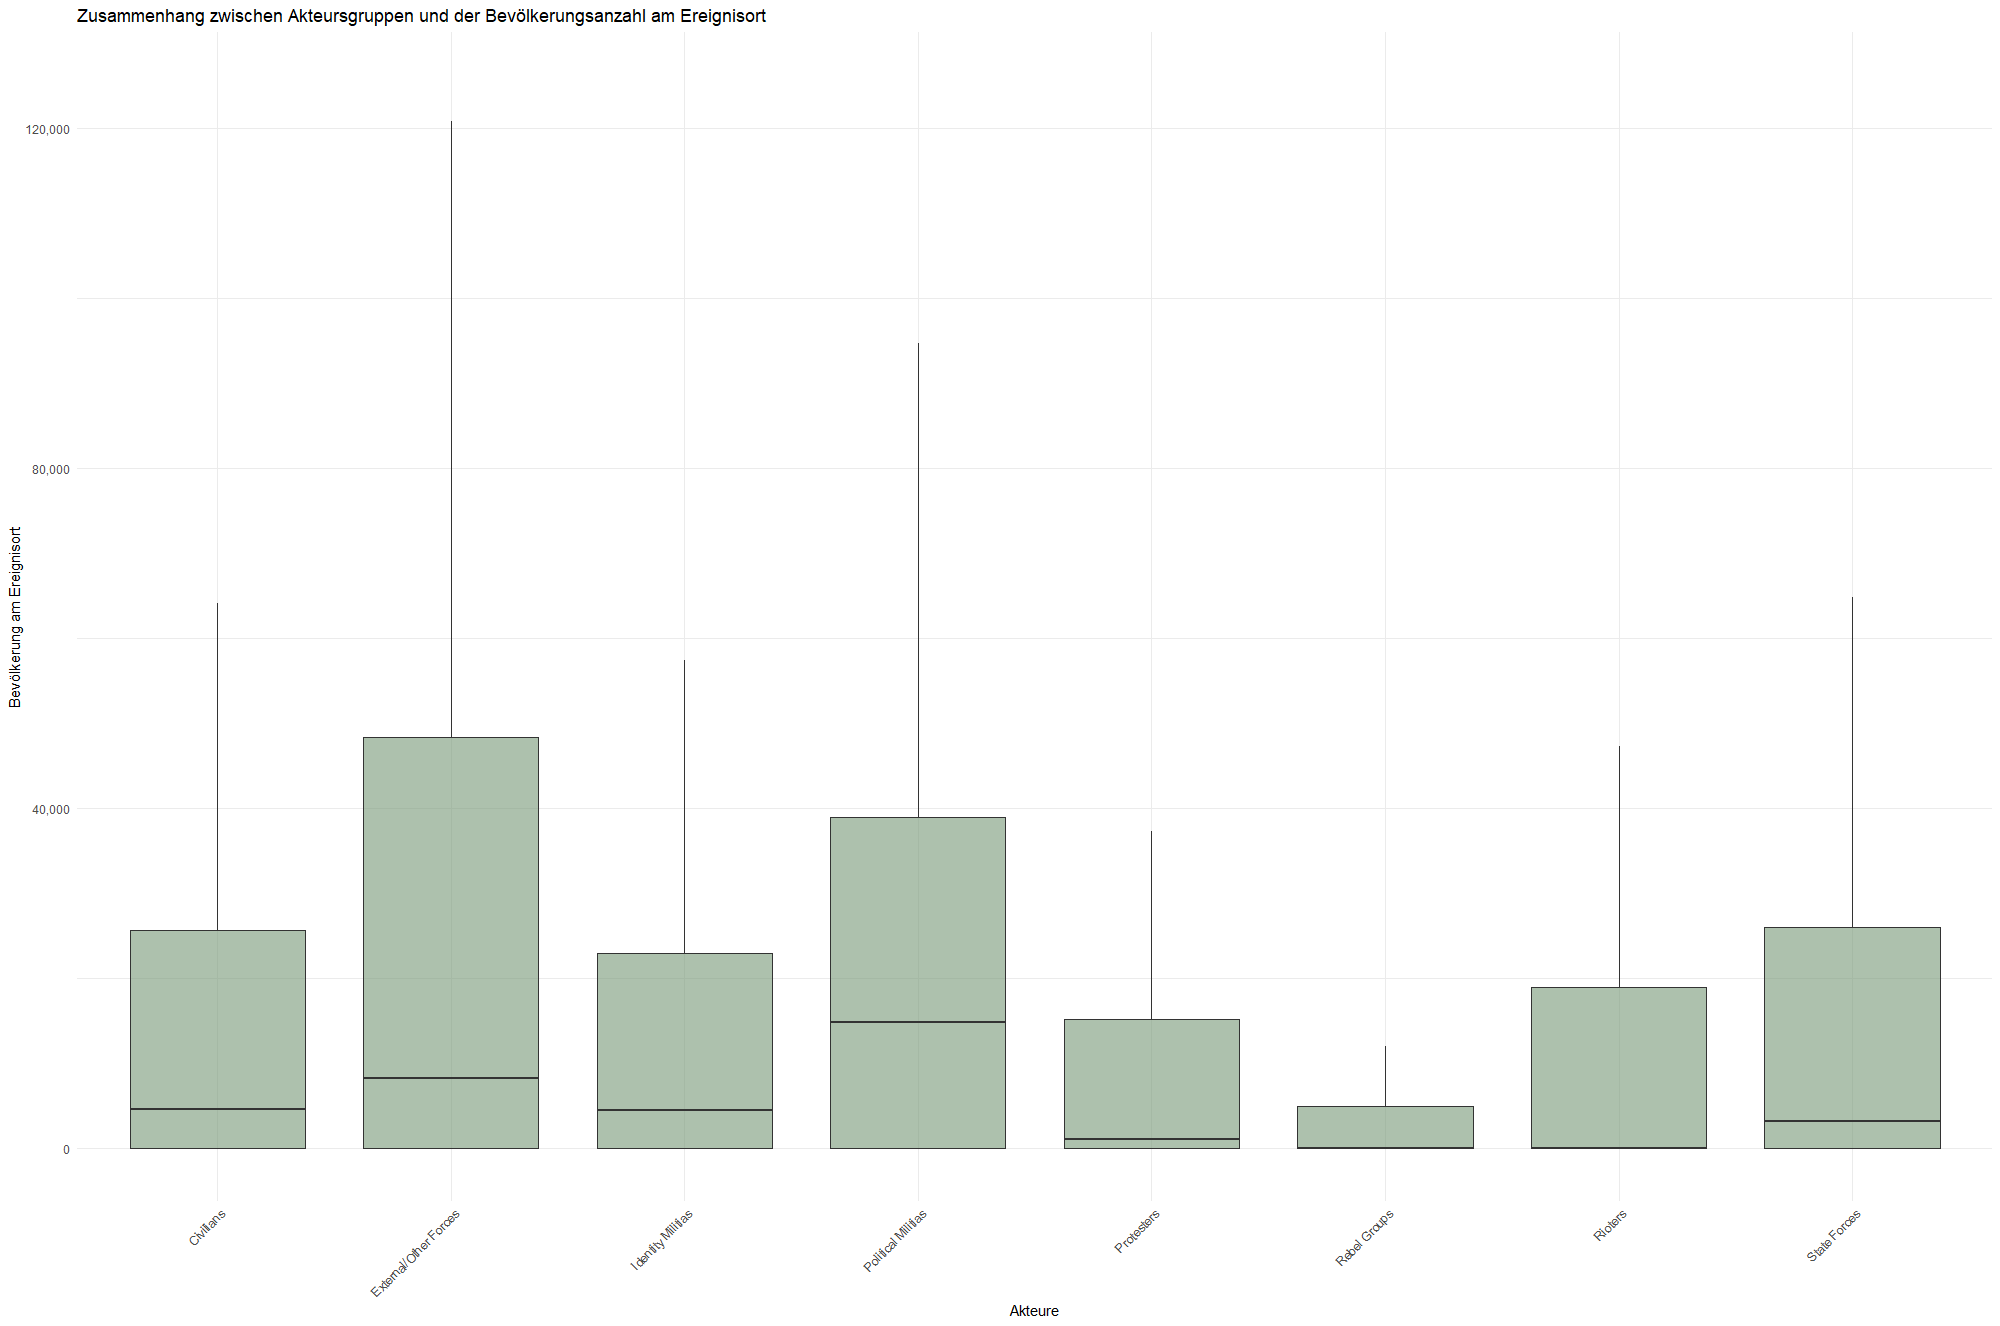 Zusammenhang zwischen Akteursgruppen und der Bevölkerungsanzahl am Ereignisort
Bevölkerung am Ereignisort
120,000
80,000
40,000
0
Civilians
External/Other Forces
Identity Militias
Political Militias
Protesters
Rebel Groups
Rioters
State Forces
Akteure